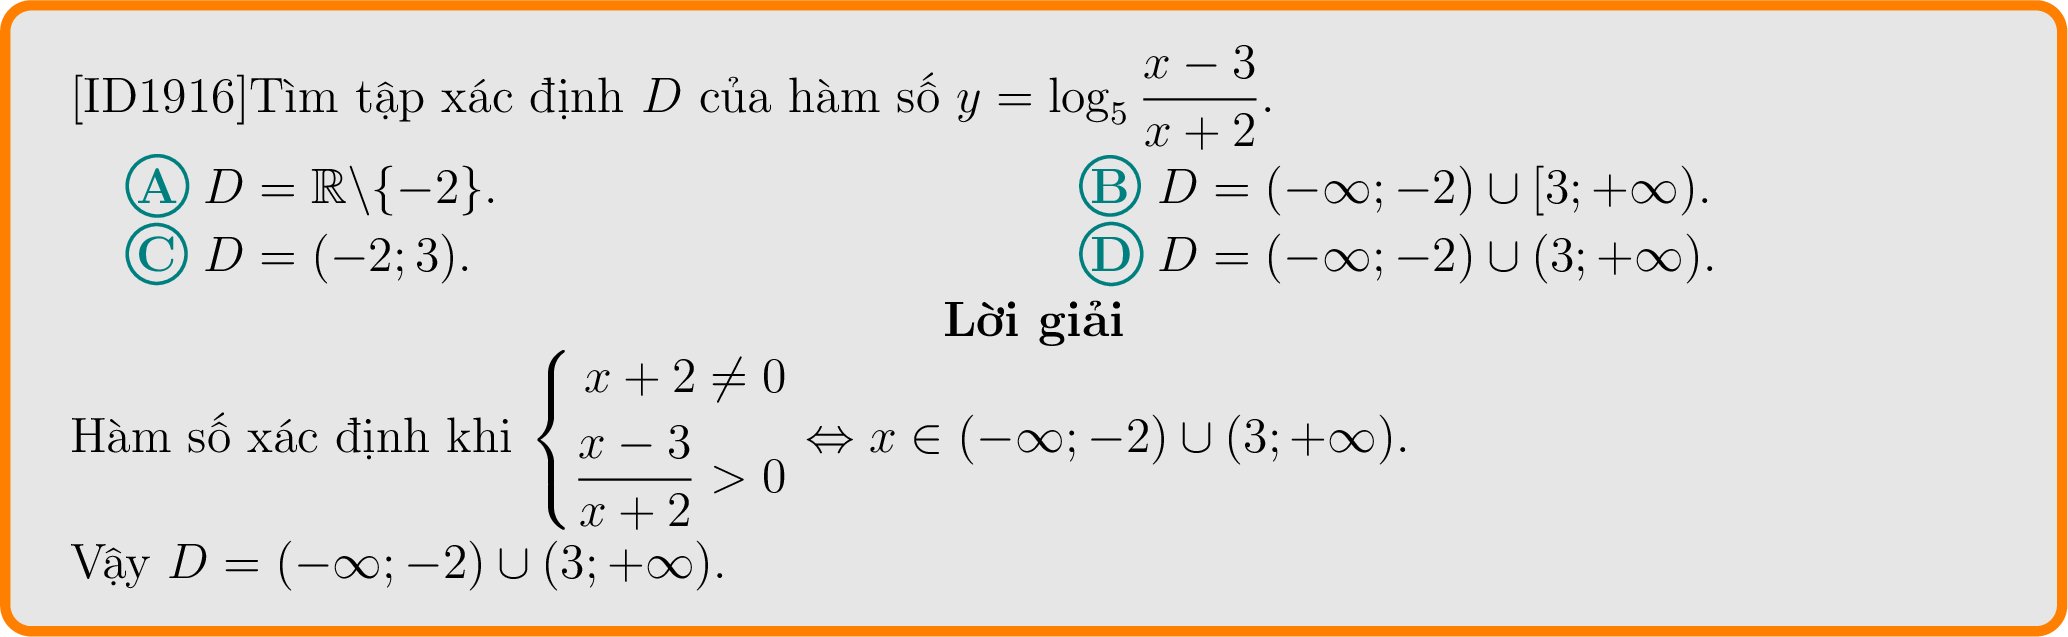 [ID1916]Tìm tập xác định $D$ của hàm số $y = \log_5 \dfrac{x-3}{x+2}$.
(A) $D = \mathbb{R} \backslash \{-2\}$. (B) $D = (-\infty; -2) \cup [3; +\infty)$.
(C) $D = (-2; 3)$. (D) $D = (-\infty; -2) \cup (3; +\infty)$.
Lời giải
Hàm số xác định khi $\begin{cases} x + 2 \neq 0 \\ \dfrac{x-3}{x+2} > 0 \end{cases} \Leftrightarrow x \in (-\infty; -2) \cup (3; +\infty)$.
Vậy $D = (-\infty; -2) \cup (3; +\infty)$.